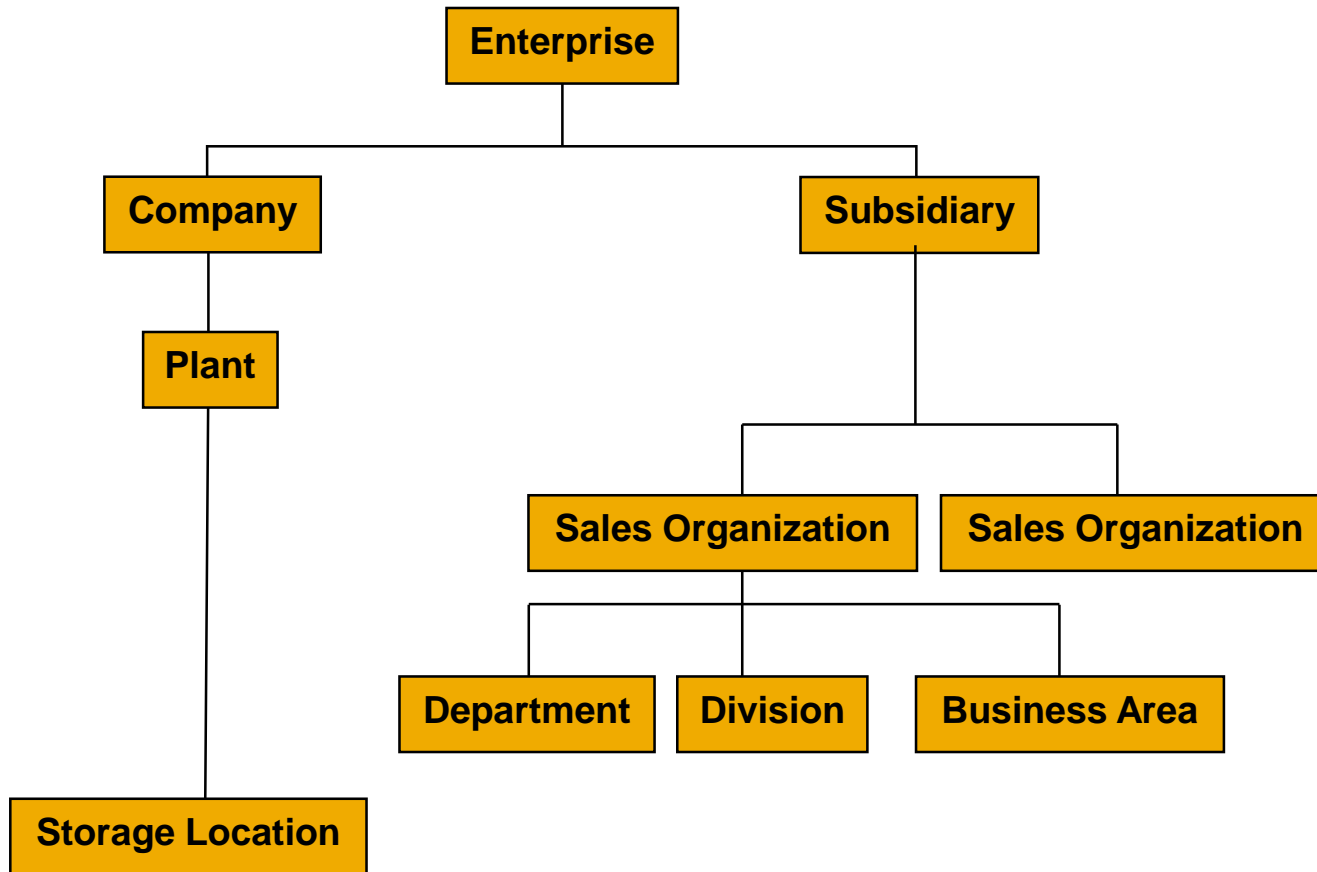 Enterprise
Company
Subsidiary
Plant
Sales Organization
Sales Organization
Department
Division
Business Area
Storage Location